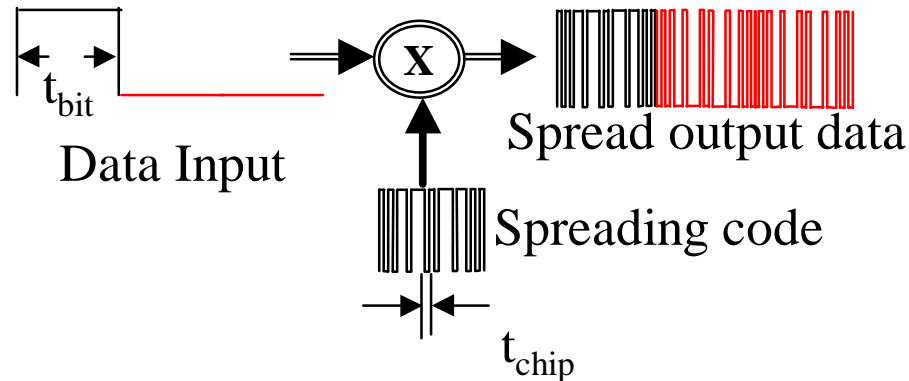 t_bit
Data Input
X
Spread output data
Spreading code
t_chip